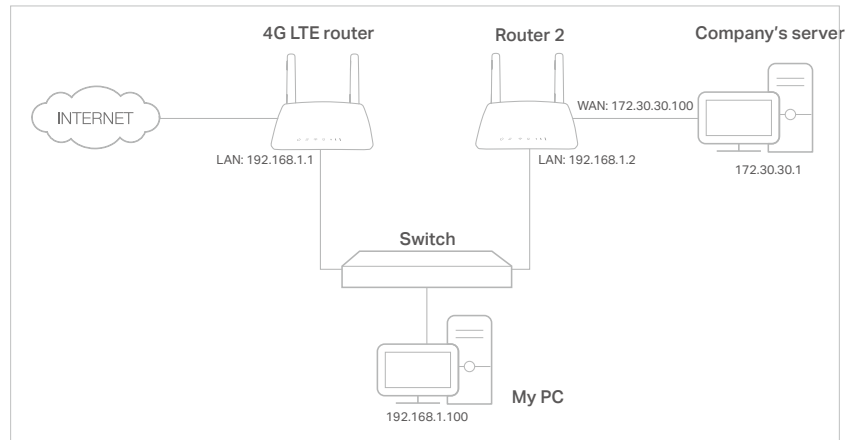 4G LTE router
Router 2
Company's server
INTERNET
WAN: 172.30.30.100
LAN: 192.168.1.1
LAN: 192.168.1.2
172.30.30.1
Switch
My PC
192.168.1.100